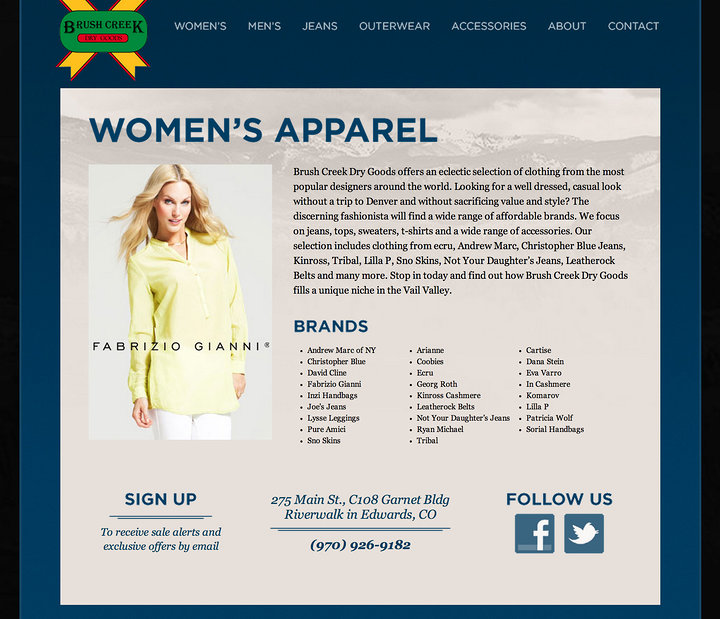 BRUSH CREEK
DRY GOODS
WOMEN'S MEN'S JEANS OUTERWEAR ACCESSORIES ABOUT CONTACT
WOMEN'S APPAREL
Brush Creek Dry Goods offers an eclectic selection of clothing from the most
popular designers around the world. Looking for a well dressed, casual look
without a trip to Denver and without sacrificing value and style? The
discerning fashionista will find a wide range of affordable brands. We focus
on jeans, tops, sweaters, t-shirts and a wide range of accessories. Our
selection includes clothing from ecru, Andrew Marc, Christopher Blue Jeans,
Kinross, Tribal, Lilla P, Sno Skins, Not Your Daughter's Jeans, Leatherock
Belts and many more. Stop in today and find out how Brush Creek Dry Goods
fills a unique niche in the Vail Valley.
FABRIZIO GIANNI®
BRANDS
• Andrew Marc of NY
• Christopher Blue
• David Cline
• Fabrizio Gianni
• Inzi Handbags
• Joe's Jeans
• Lysse Leggings
• Pure Amici
• Sno Skins
• Arianne
• Coobies
• Ecru
• Georg Roth
• Kinross Cashmere
• Leatherock Belts
• Not Your Daughter's Jeans
• Ryan Michael
• Tribal
• Cartise
• Dana Stein
• Eva Varro
• In Cashmere
• Komarov
• Lilla P
• Patricia Wolf
• Sorial Handbags
SIGN UP
To receive sale alerts and
exclusive offers by email
275 Main St., C108 Garnet Bldg
Riverwalk in Edwards, CO
(970) 926-9182
FOLLOW US